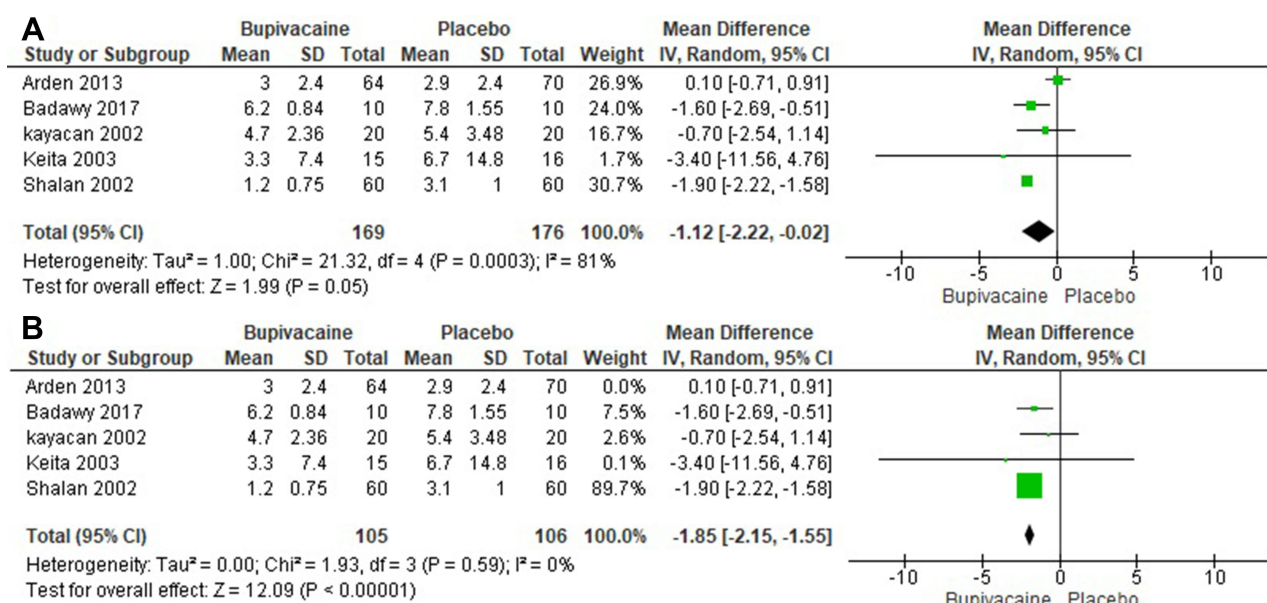 A
Bupivacaine Placebo Mean Difference Mean Difference
Study or Subgroup Mean SD Total Mean SD Total Weight IV, Random, 95% CI IV, Random, 95% CI
Arden 2013 3 2.4 64 2.9 2.4 70 26.9% 0.10 [-0.71, 0.91]
Badawy 2017 6.2 0.84 10 7.8 1.55 10 24.0% -1.60 [-2.69, -0.51]
kayacan 2002 4.7 2.36 20 5.4 3.48 20 16.7% -0.70 [-2.54, 1.14]
Keita 2003 3.3 7.4 15 6.7 14.8 16 1.7% -3.40 [-11.56, 4.76]
Shalan 2002 1.2 0.75 60 3.1 1 60 30.7% -1.90 [-2.22, -1.58]
Total (95% CI) 169 176 100.0% -1.12 [-2.22, -0.02]
Heterogeneity: Tau² = 1.00; Chi² = 21.32, df = 4 (P = 0.0003); I² = 81%
Test for overall effect: Z = 1.99 (P = 0.05)
-10 -5 0 5 10
Bupivacaine Placebo
B
Bupivacaine Placebo Mean Difference Mean Difference
Study or Subgroup Mean SD Total Mean SD Total Weight IV, Random, 95% CI IV, Random, 95% CI
Arden 2013 3 2.4 64 2.9 2.4 70 0.0% 0.10 [-0.71, 0.91]
Badawy 2017 6.2 0.84 10 7.8 1.55 10 7.5% -1.60 [-2.69, -0.51]
kayacan 2002 4.7 2.36 20 5.4 3.48 20 2.6% -0.70 [-2.54, 1.14]
Keita 2003 3.3 7.4 15 6.7 14.8 16 0.1% -3.40 [-11.56, 4.76]
Shalan 2002 1.2 0.75 60 3.1 1 60 89.7% -1.90 [-2.22, -1.58]
Total (95% CI) 105 106 100.0% -1.85 [-2.15, -1.55]
Heterogeneity: Tau² = 0.00; Chi² = 1.93, df = 3 (P = 0.59); I² = 0%
Test for overall effect: Z = 12.09 (P < 0.00001)
-10 -5 0 5 10
Bupivacaine Placebo